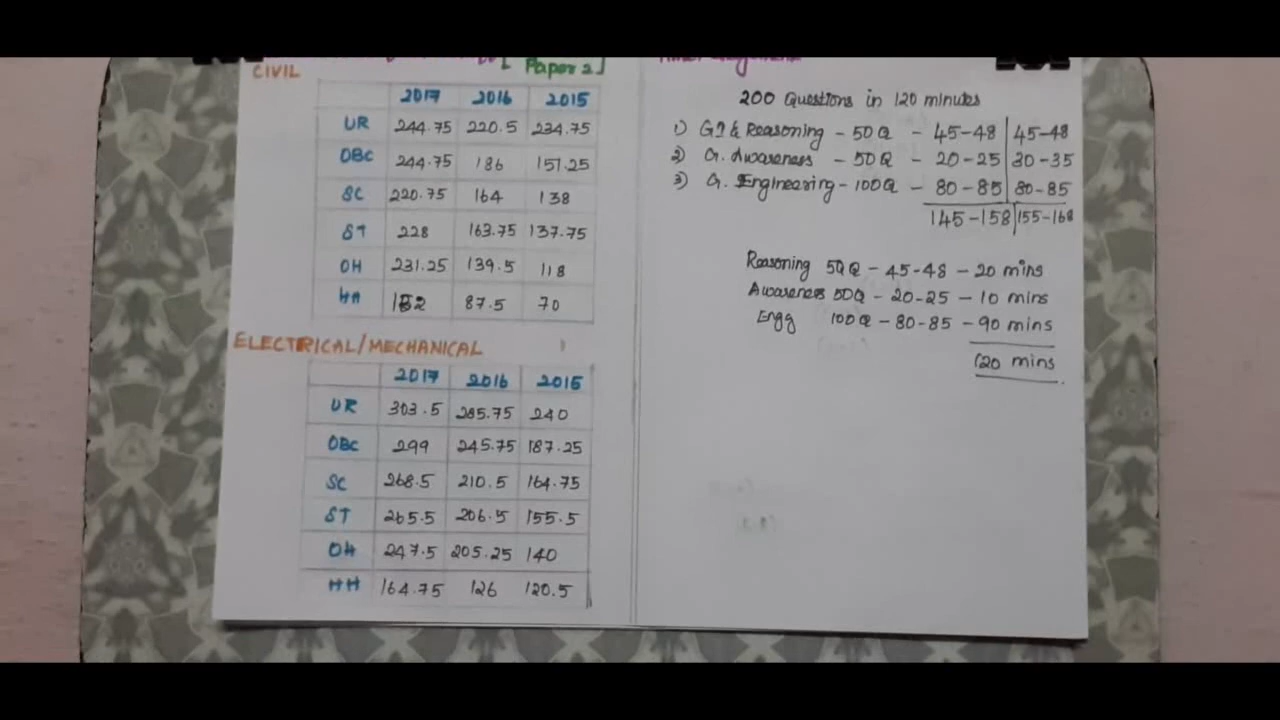 [ Paper 2]
CIVIL
2017 2016 2015
UR 244.75 220.5 234.75
OBC 244.75 186 157.25
SC 220.75 164 138
ST 228 163.75 137.75
OH 231.25 139.5 118
HH 87.5 70
ELECTRICAL/MECHANICAL
2017 2016 2015
UR 303.5 285.75 240
OBC 299 245.75 187.25
SC 268.5 210.5 164.75
ST 265.5 206.5 155.5
OH 247.5 205.25 140
HH 164.75 126 120.5
200 Questions in 120 minutes
1) GI & Reasoning - 50Q - 45-48 | 45-48
2) G. Awareness - 50Q - 20-25 | 30-35
3) G. Engineering - 100Q - 80-85 | 80-85
145-158 | 155-168
Reasoning 50Q - 45-48 - 20 mins
Awareness 50Q - 20-25 - 10 mins
Engg 100Q - 80-85 - 90 mins
120 mins